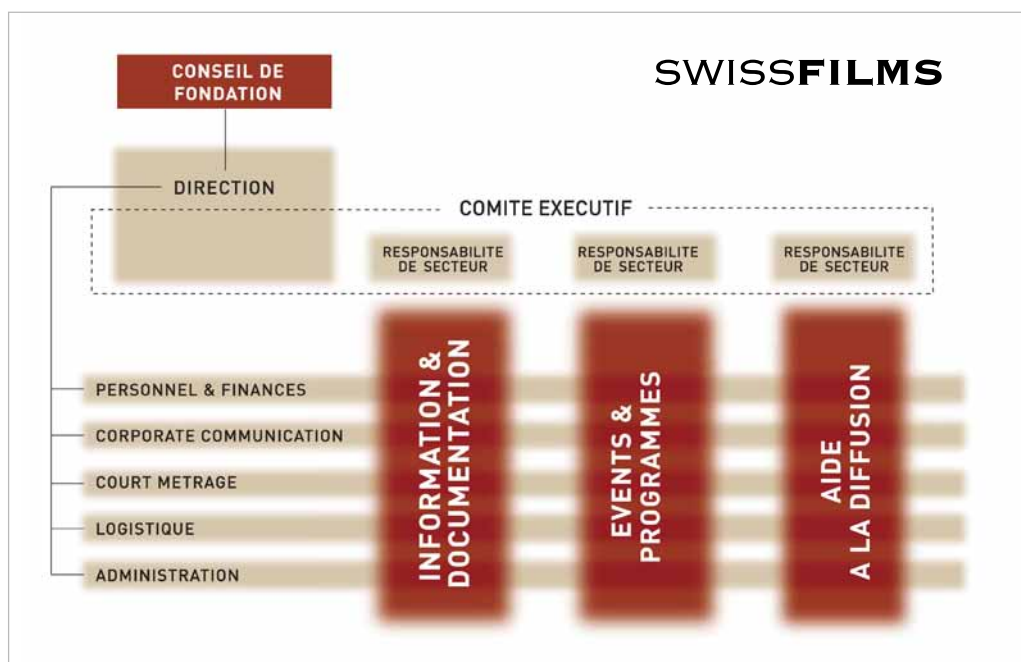 CONSEIL DE
FONDATION
SWISSFILMS
DIRECTION
COMITE EXECUTIF
RESPONSABILITE
DE SECTEUR
RESPONSABILITE
DE SECTEUR
RESPONSABILITE
DE SECTEUR
PERSONNEL & FINANCES
CORPORATE COMMUNICATION
COURT METRAGE
LOGISTIQUE
ADMINISTRATION
INFORMATION &
DOCUMENTATION
EVENTS &
PROGRAMMES
AIDE
A LA DIFFUSION